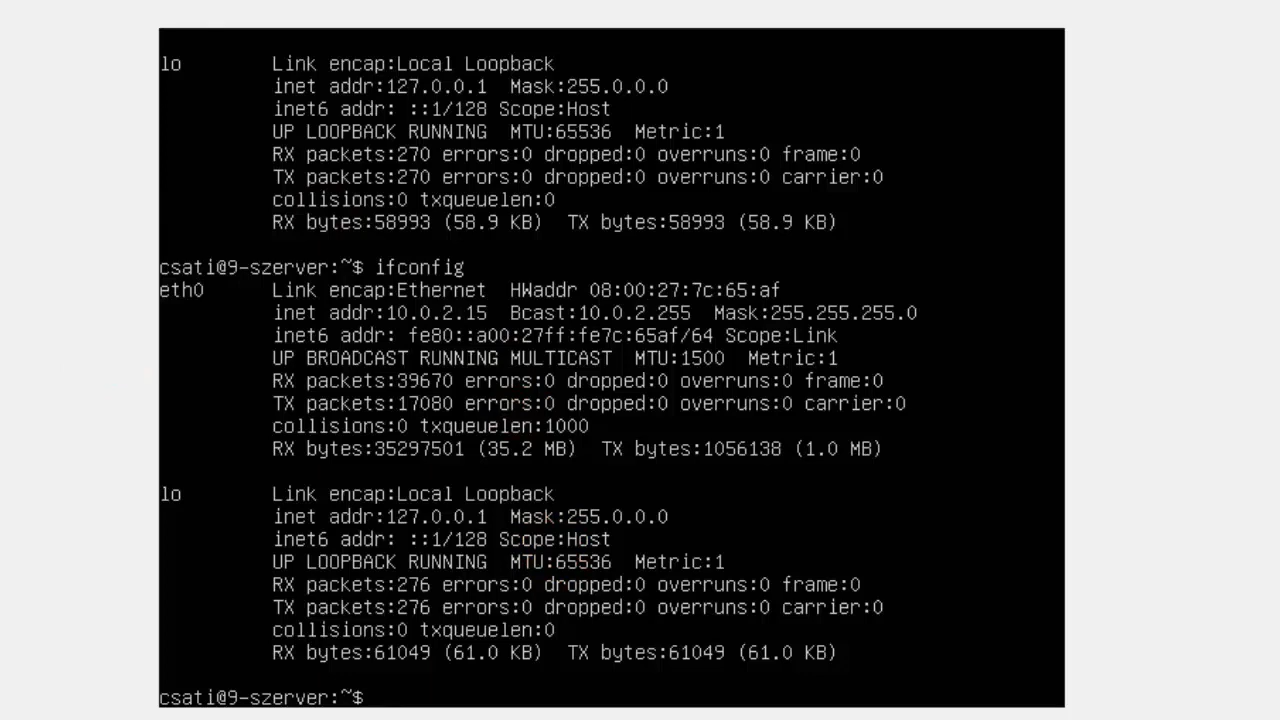 lo Link encap:Local Loopback
inet addr:127.0.0.1 Mask:255.0.0.0
inet6 addr: ::1/128 Scope:Host
UP LOOPBACK RUNNING MTU:65536 Metric:1
RX packets:270 errors:0 dropped:0 overruns:0 frame:0
TX packets:270 errors:0 dropped:0 overruns:0 carrier:0
collisions:0 txqueuelen:0
RX bytes:58993 (58.9 KB) TX bytes:58993 (58.9 KB)
csati@9-szerver:~$ ifconfig
eth0 Link encap:Ethernet HWaddr 08:00:27:7c:65:af
inet addr:10.0.2.15 Bcast:10.0.2.255 Mask:255.255.255.0
inet6 addr: fe80::a00:27ff:fe7c:65af/64 Scope:Link
UP BROADCAST RUNNING MULTICAST MTU:1500 Metric:1
RX packets:39670 errors:0 dropped:0 overruns:0 frame:0
TX packets:17080 errors:0 dropped:0 overruns:0 carrier:0
collisions:0 txqueuelen:1000
RX bytes:35297501 (35.2 MB) TX bytes:1056138 (1.0 MB)
lo Link encap:Local Loopback
inet addr:127.0.0.1 Mask:255.0.0.0
inet6 addr: ::1/128 Scope:Host
UP LOOPBACK RUNNING MTU:65536 Metric:1
RX packets:276 errors:0 dropped:0 overruns:0 frame:0
TX packets:276 errors:0 dropped:0 overruns:0 carrier:0
collisions:0 txqueuelen:0
RX bytes:61049 (61.0 KB) TX bytes:61049 (61.0 KB)
csati@9-szerver:~$